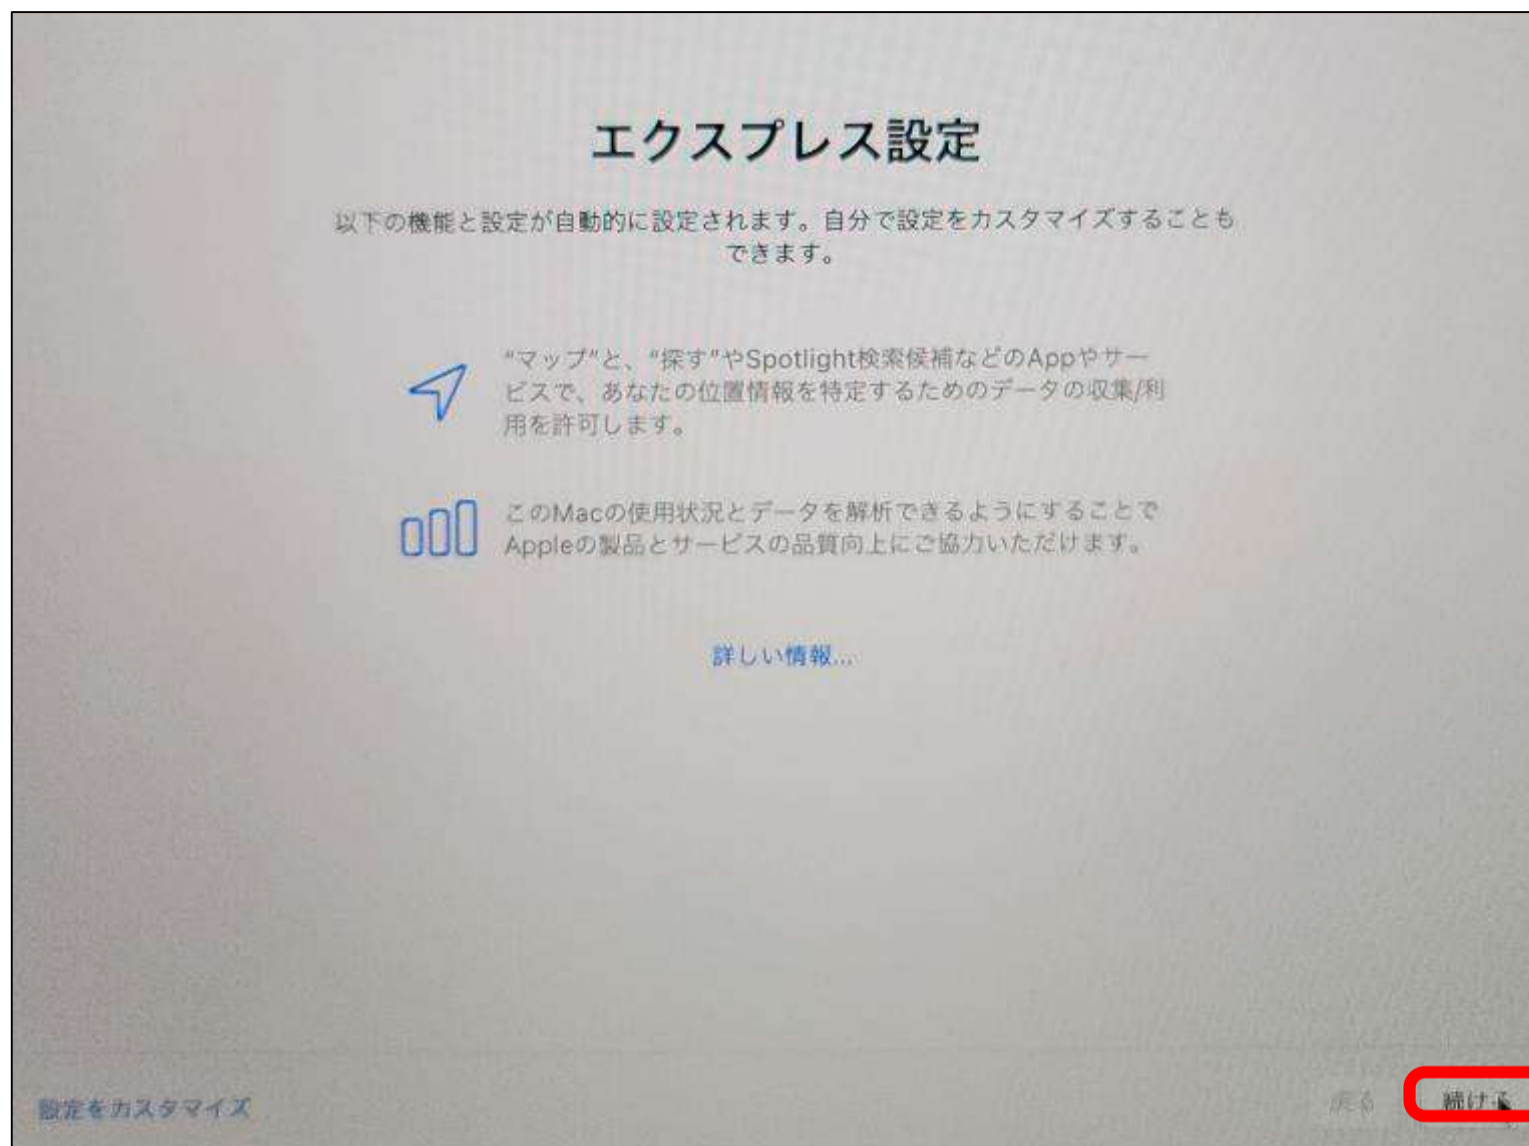 エクスプレス設定
以下の機能と設定が自動的に設定されます。自分で設定をカスタマイズすることも
できます。
“マップ”と、“探す”やSpotlight検索候補などのAppやサー
ビスで、あなたの位置情報を特定するためのデータの収集/利
用を許可します。
このMacの使用状況とデータを解析できるようにすることで
Appleの製品とサービスの品質向上にご協力いただけます。
詳しい情報...
設定をカスタマイズ
戻る
続ける